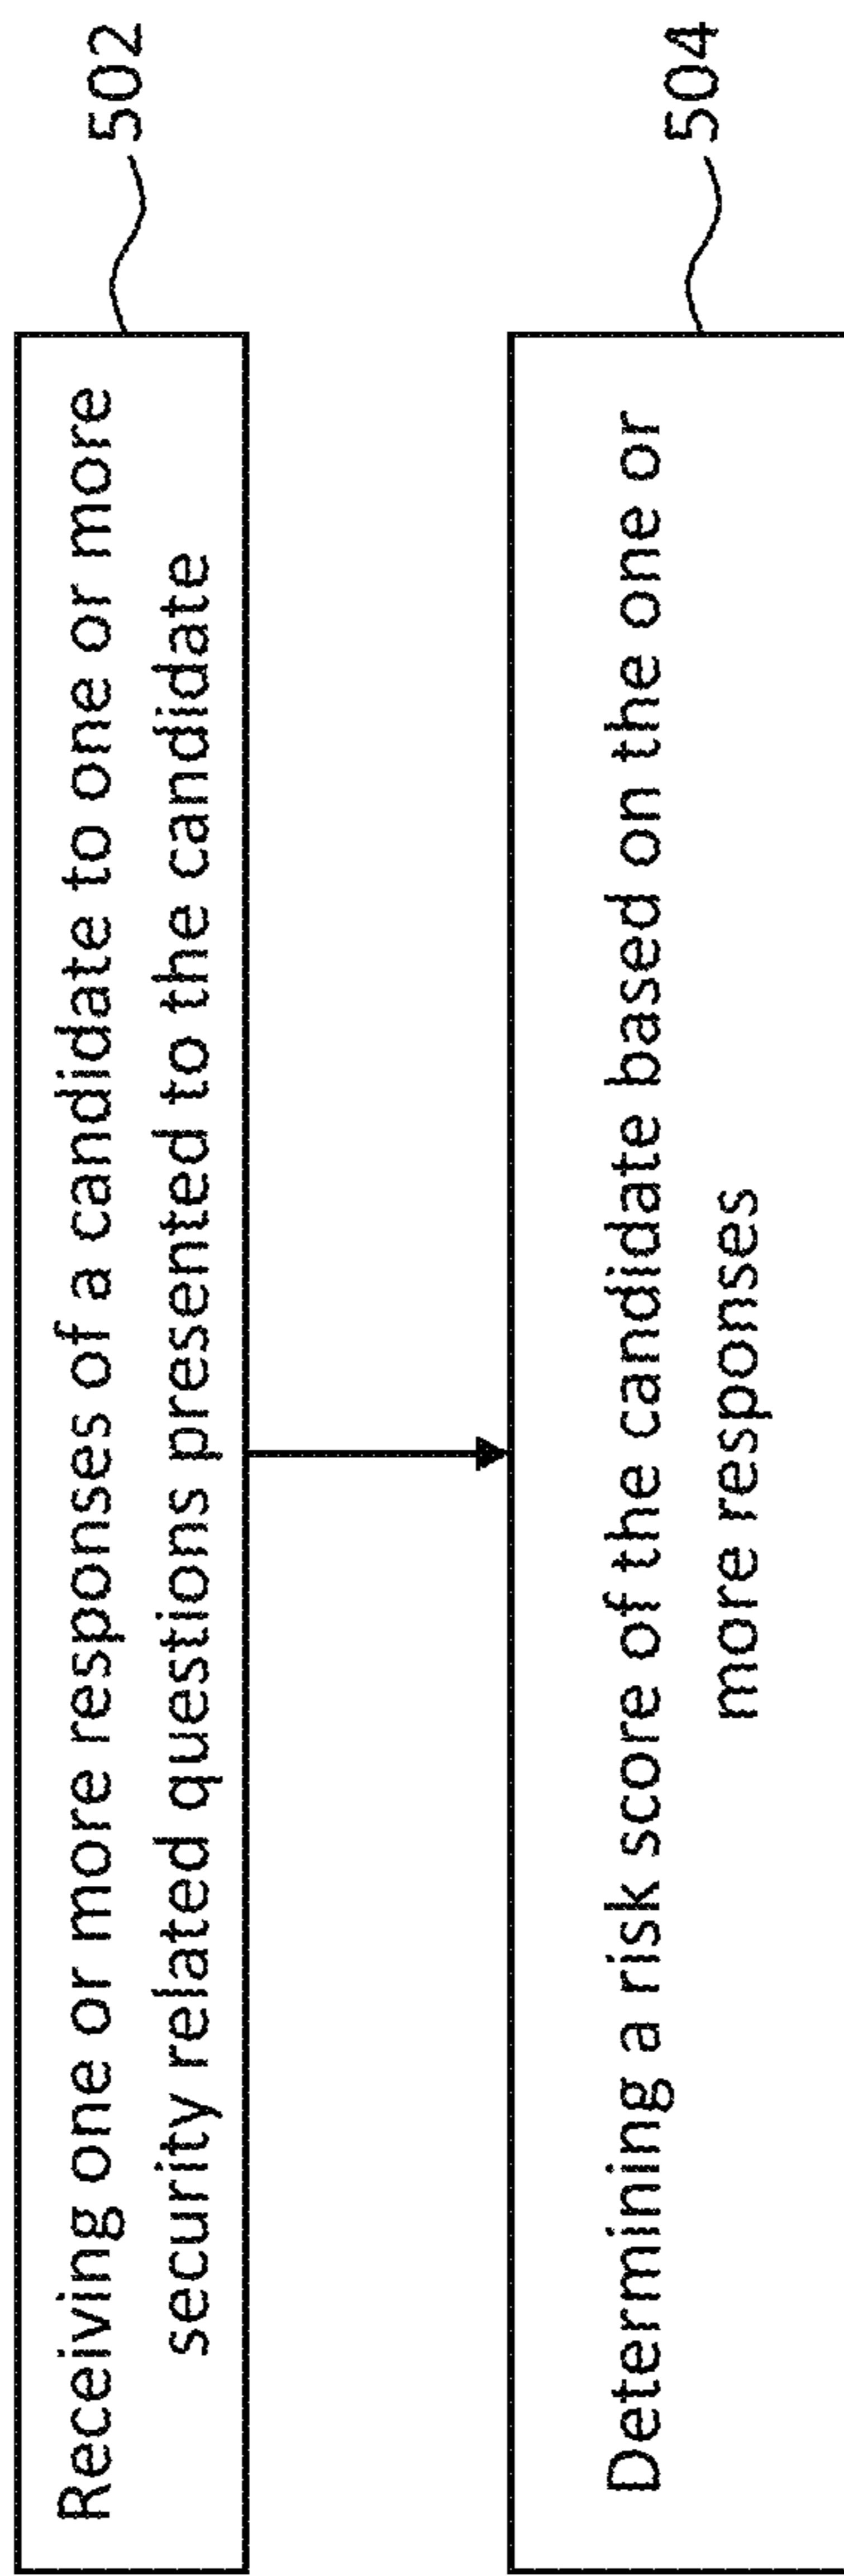 Receiving one or more responses of a candidate to one or more
security related questions presented to the candidate
502
Determining a risk score of the candidate based on the one or
more responses
504